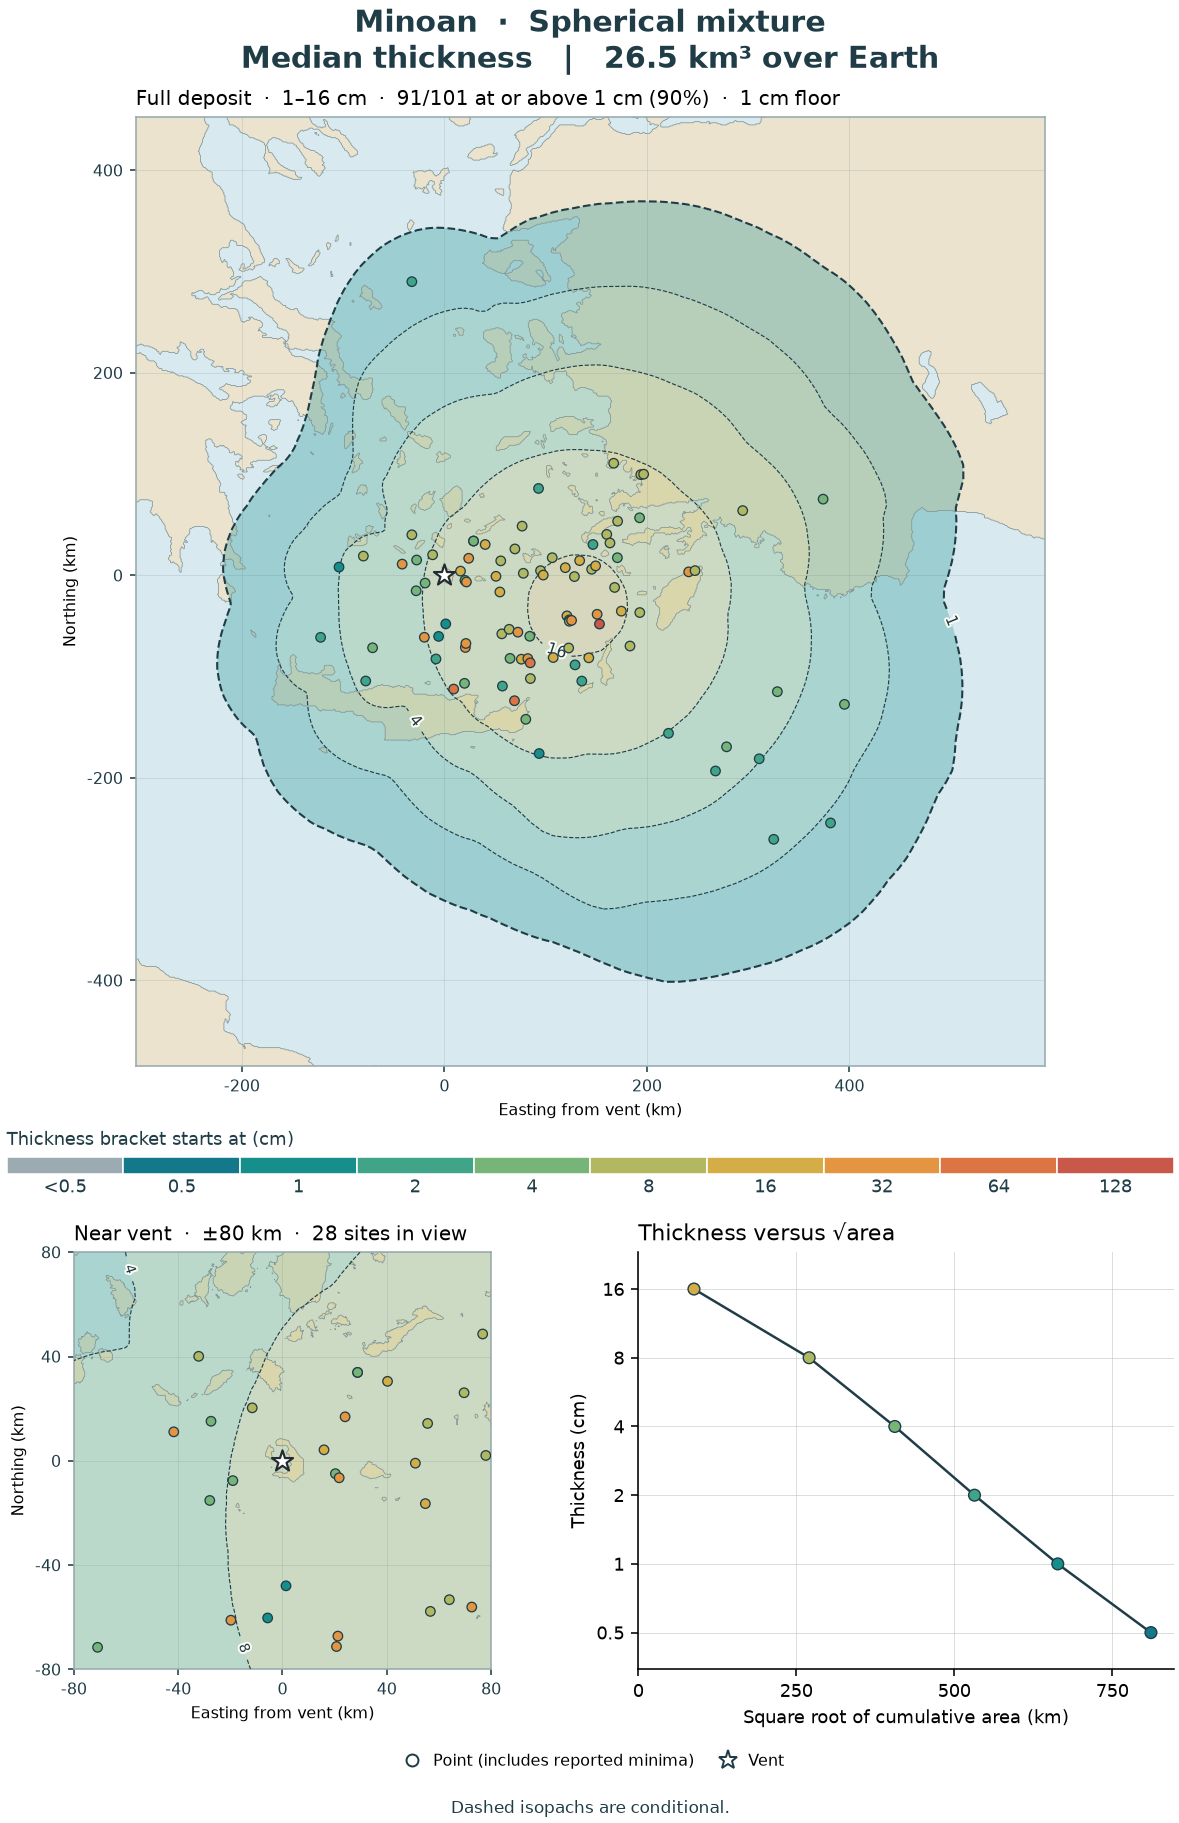 Minoan · Spherical mixture
Median thickness | 26.5 km³ over Earth
Full deposit · 1–16 cm · 91/101 at or above 1 cm (90%) · 1 cm floor
400
200
0
-200
-400
Northing (km)
1
16
4
-200
0
200
400
Easting from vent (km)
Thickness bracket starts at (cm)
<0.5
0.5
1
2
4
8
16
32
64
128
Near vent · ±80 km · 28 sites in view
80
40
0
-40
-80
Northing (km)
4
8
-80
-40
0
40
80
Easting from vent (km)
Thickness versus √area
16
8
4
2
1
0.5
Thickness (cm)
0
250
500
750
Square root of cumulative area (km)
Point (includes reported minima)
Vent
Dashed isopachs are conditional.